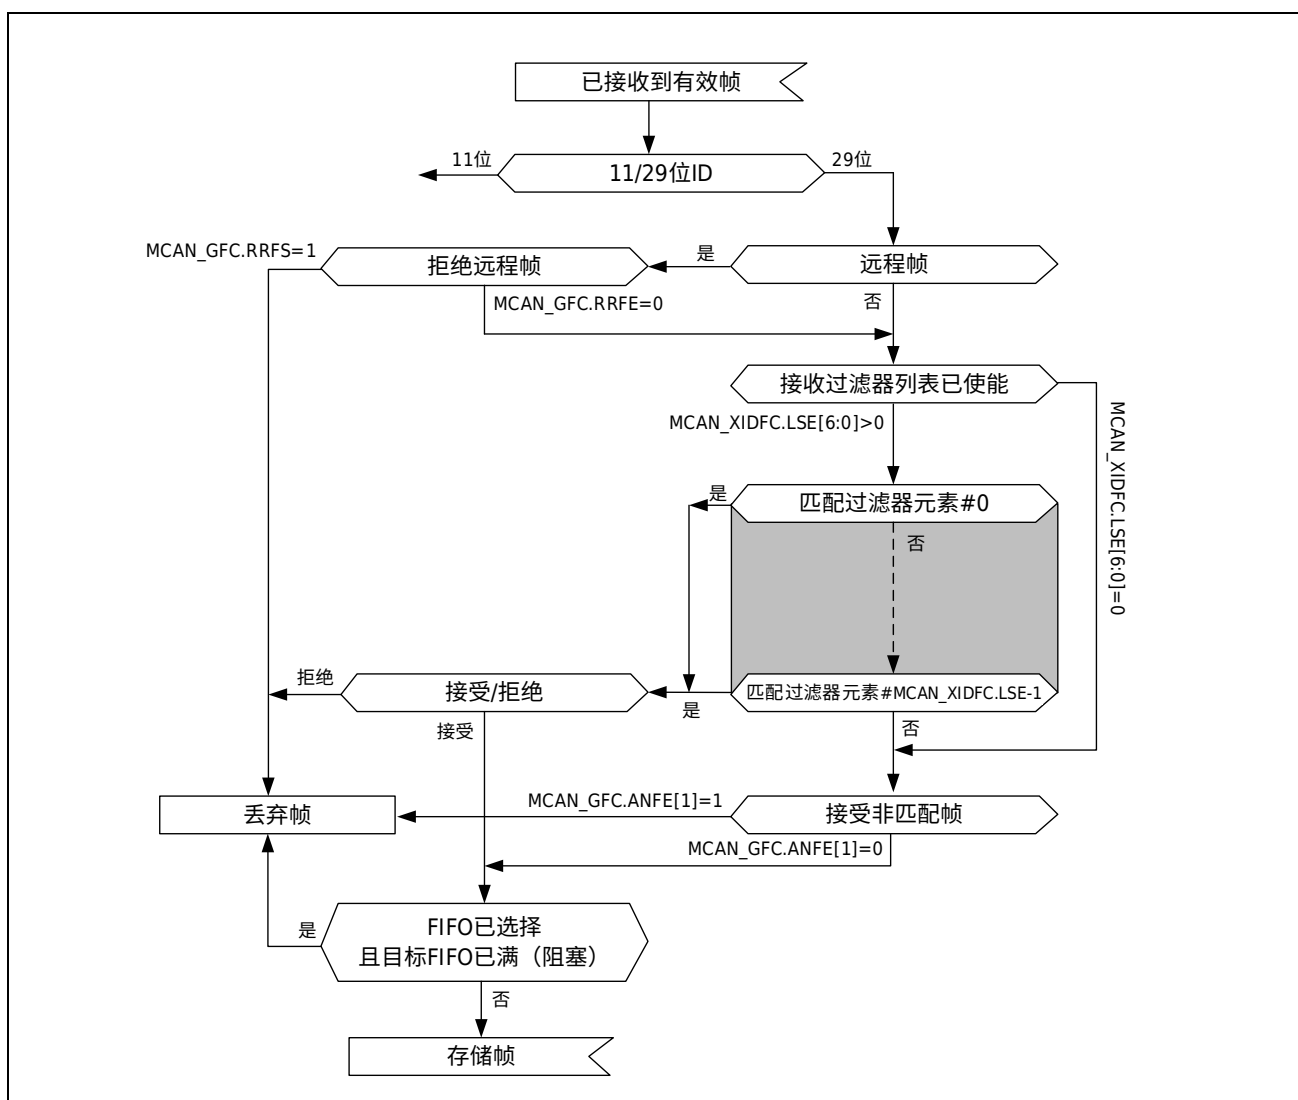 已接收到有效帧
11位
11/29位ID
29位
MCAN_GFC.RRFS=1
拒绝远程帧
是
远程帧
MCAN_GFC.RRFE=0
否
接收过滤器列表已使能
MCAN_XIDFC.LSE[6:0]>0
MCAN_XIDFC.LSE[6:0]=0
是
匹配过滤器元素#0
否
拒绝
接受/拒绝
是
匹配过滤器元素#MCAN_XIDFC.LSE-1
接受
否
丢弃帧
MCAN_GFC.ANFE[1]=1
接受非匹配帧
MCAN_GFC.ANFE[1]=0
是
FIFO已选择
且目标FIFO已满（阻塞）
否
存储帧